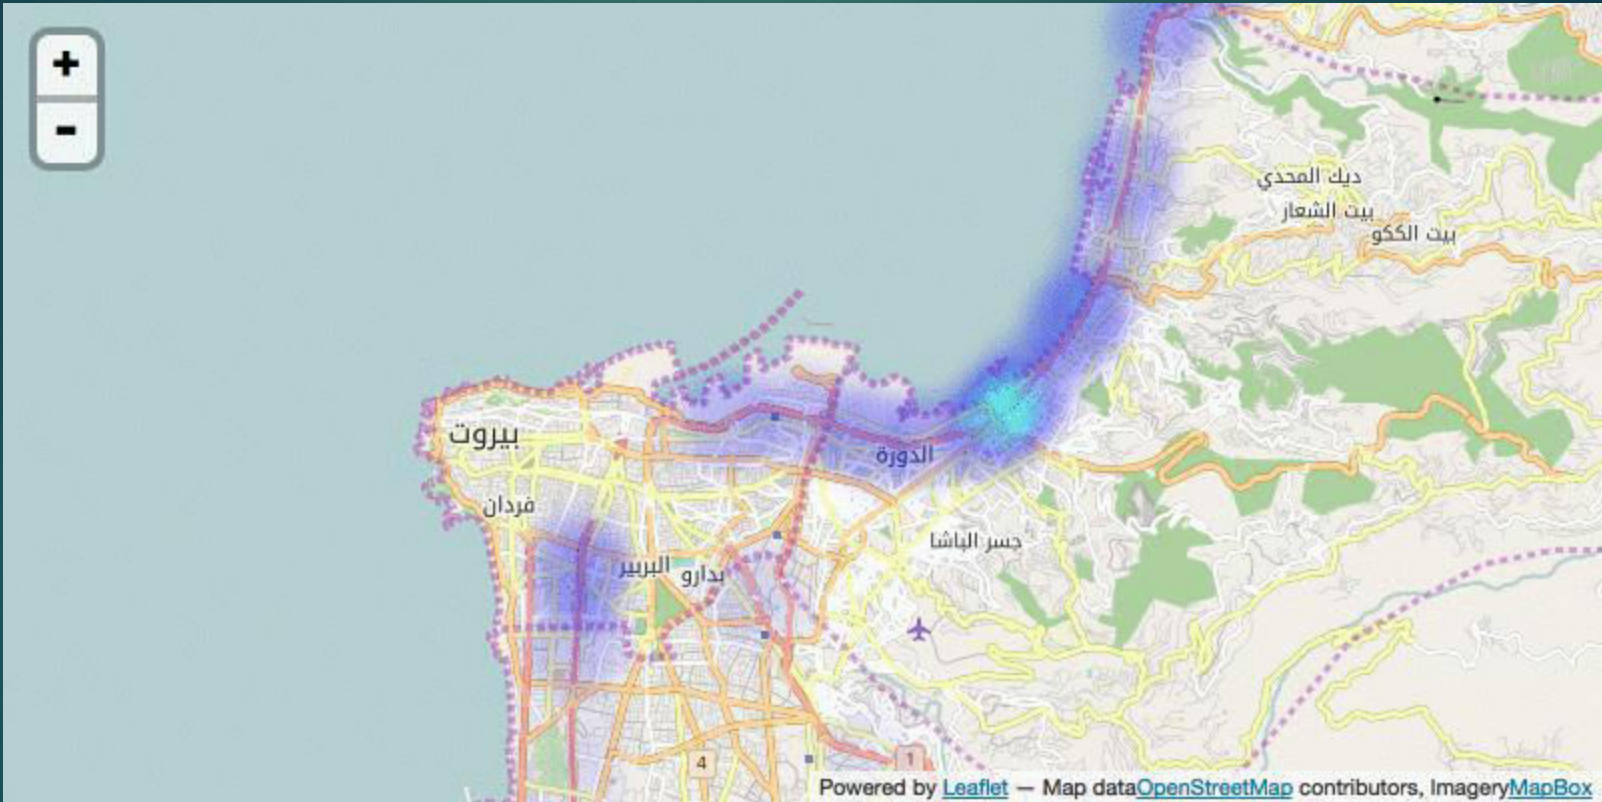 +
-
ديك المحدي
بيت الشعار
بيت الككو
بيروت
الدورة
فردان
جسر الباشا
البربير
بدارو
4
1
Powered by Leaflet — Map dataOpenStreetMap contributors, ImageryMapBox